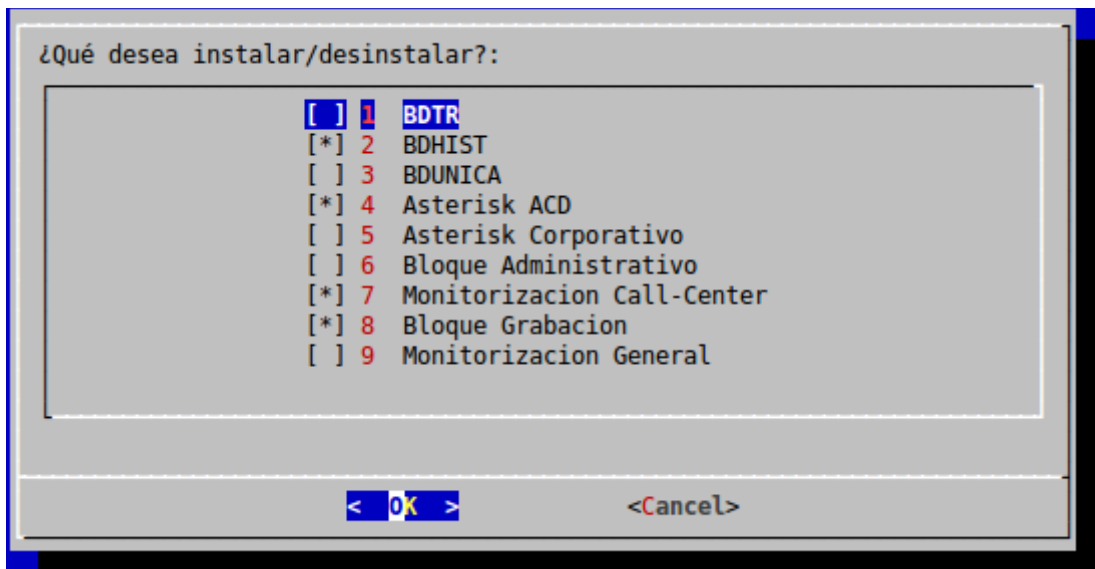 ¿Qué desea instalar/desinstalar?:
[ ] 1 BDTR
[*] 2 BDHIST
[ ] 3 BDUNICA
[*] 4 Asterisk ACD
[ ] 5 Asterisk Corporativo
[ ] 6 Bloque Administrativo
[*] 7 Monitorizacion Call-Center
[*] 8 Bloque Grabacion
[ ] 9 Monitorizacion General
< OK > <Cancel>